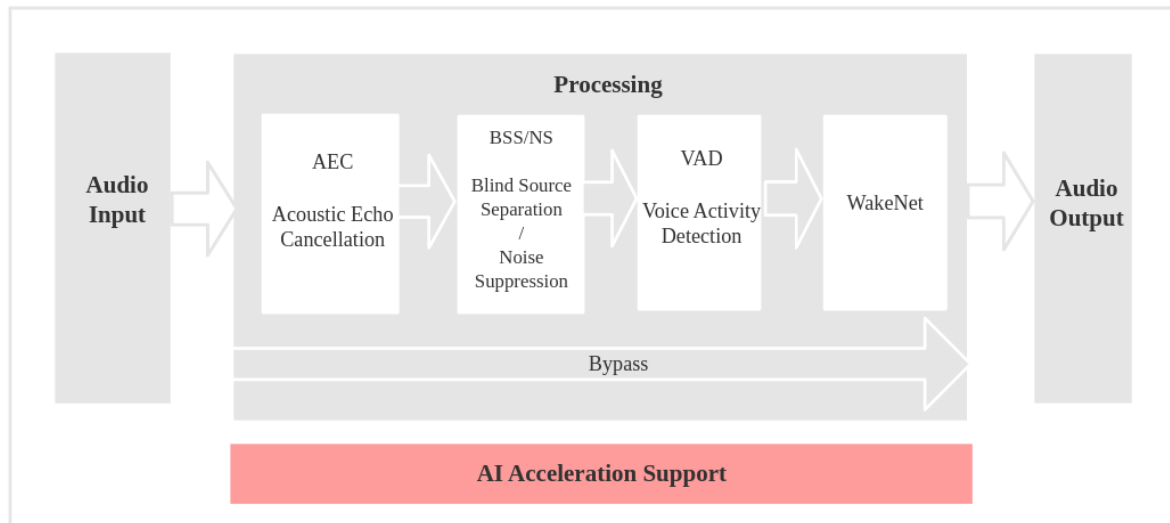 Processing
Audio
Input
AEC
Acoustic Echo
Cancellation
BSS/NS
Blind Source
Separation
/
Noise
Suppression
VAD
Voice Activity
Detection
WakeNet
Audio
Output
Bypass
AI Acceleration Support